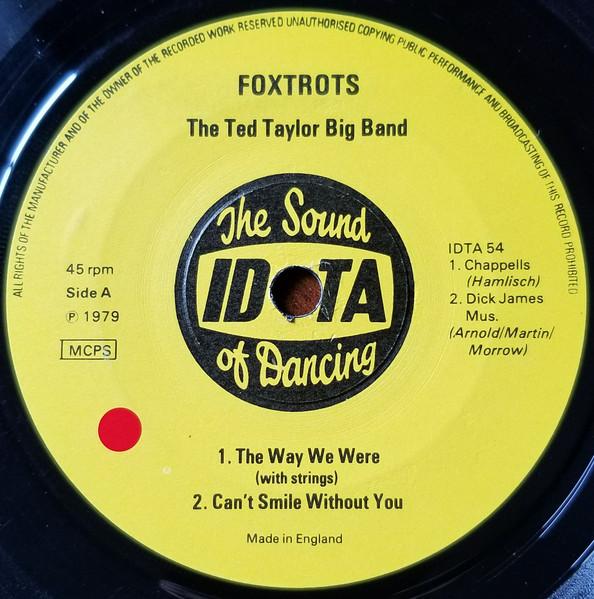 ALL RIGHTS OF THE MANUFACTURER AND OF THE OWNER OF THE RECORDED WORK RESERVED UNAUTHORISED COPYING PUBLIC PERFORMANCE AND BROADCASTING OF THIS RECORD PROHIBITED
FOXTROTS
The Ted Taylor Big Band
The Sound
IDTA
of Dancing
45 rpm
Side A
℗ 1979
MCPS
IDTA 54
1. Chappells
(Hamlisch)
2. Dick James
Mus.
(Arnold/Martin/
Morrow)
1. The Way We Were
(with strings)
2. Can't Smile Without You
Made in England